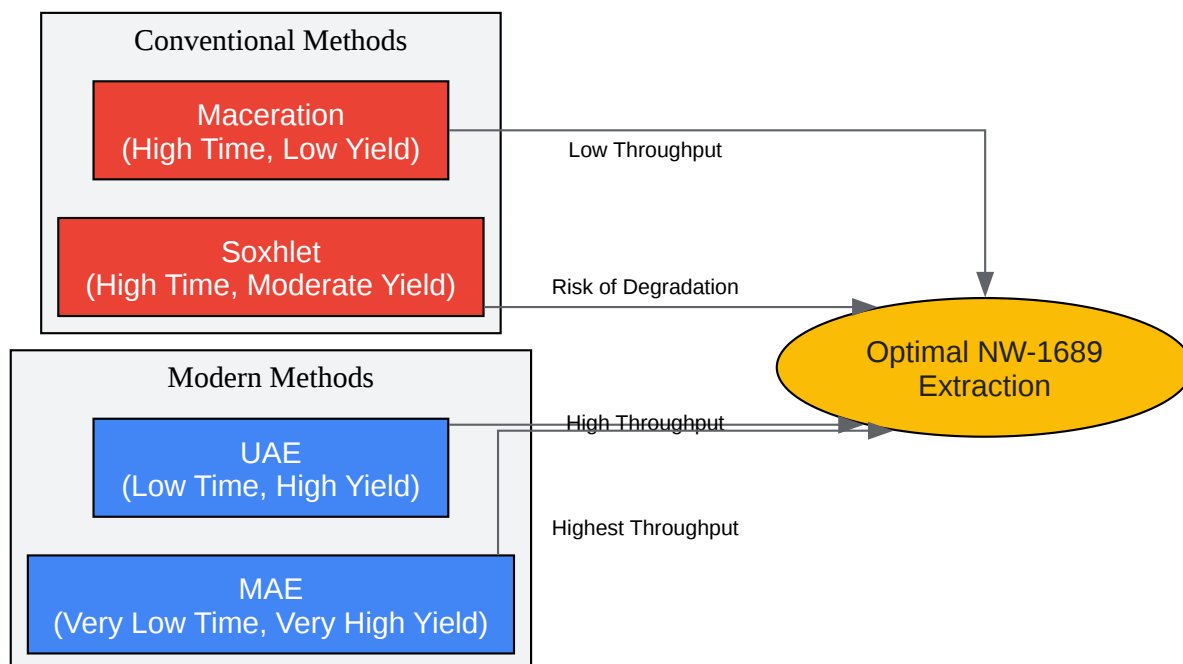 Conventional Methods
Maceration
(High Time, Low Yield)
Low Throughput
Soxhlet
(High Time, Moderate Yield)
Risk of Degradation
Optimal NW-1689
Extraction
Modern Methods
UAE
(Low Time, High Yield)
High Throughput
MAE
(Very Low Time, Very High Yield)
Highest Throughput